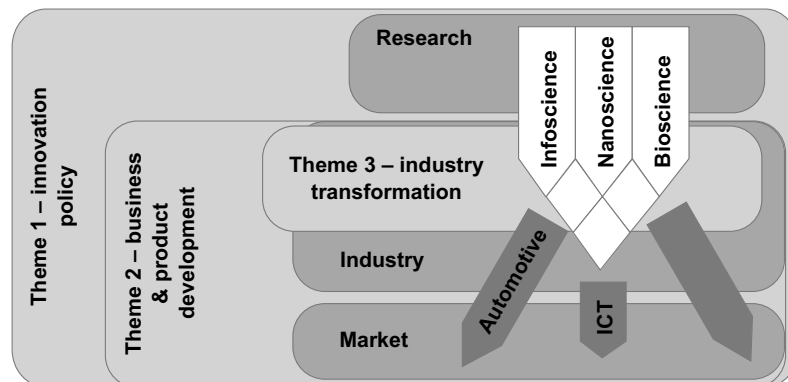 Theme 1 – innovation
policy
Theme 2 – business
& product
development
Research
Theme 3 – industry
transformation
Industry
Market
Infoscience
Nanoscience
Bioscience
Automotive
ICT